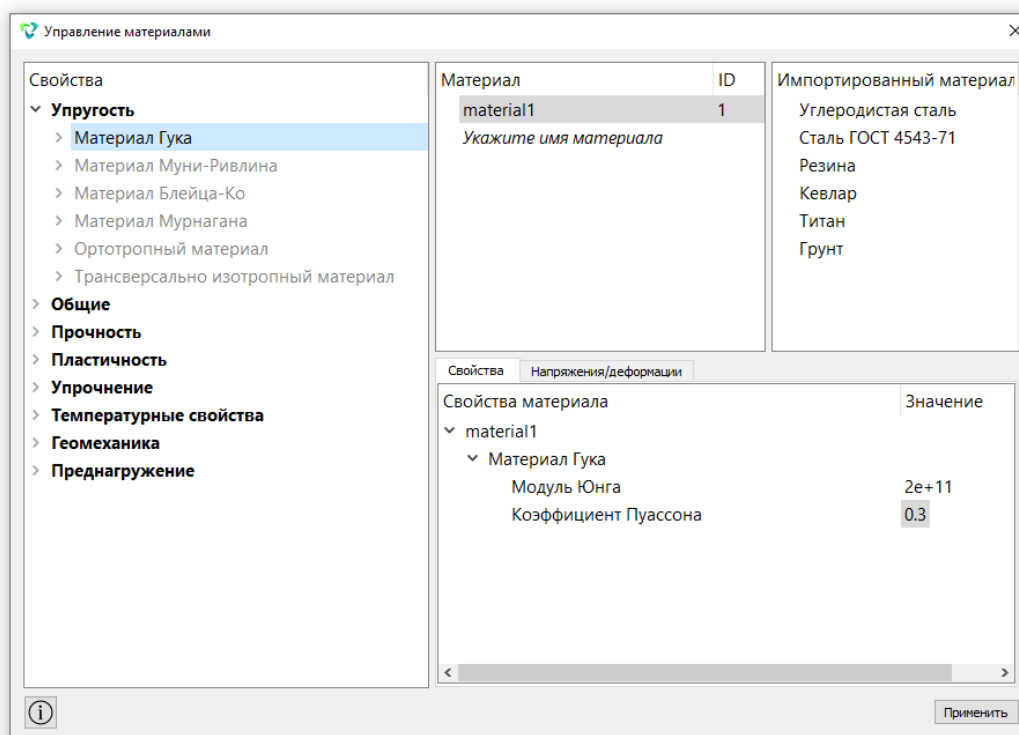 Управление материалами
Свойства
Упругость
Материал Гука
Материал Муни-Ривлина
Материал Блейца-Ко
Материал Мурнагана
Ортотропный материал
Трансверсально изотропный материал
Общие
Прочность
Пластичность
Упрочнение
Температурные свойства
Геомеханика
Преднагружение
Материал ID
material1 1
Укажите имя материала
Импортированный материал
Углеродистая сталь
Сталь ГОСТ 4543-71
Резина
Кевлар
Титан
Грунт
Свойства Напряжения/деформации
Свойства материала Значение
material1
Материал Гука
Модуль Юнга 2e+11
Коэффициент Пуассона 0.3
Применить